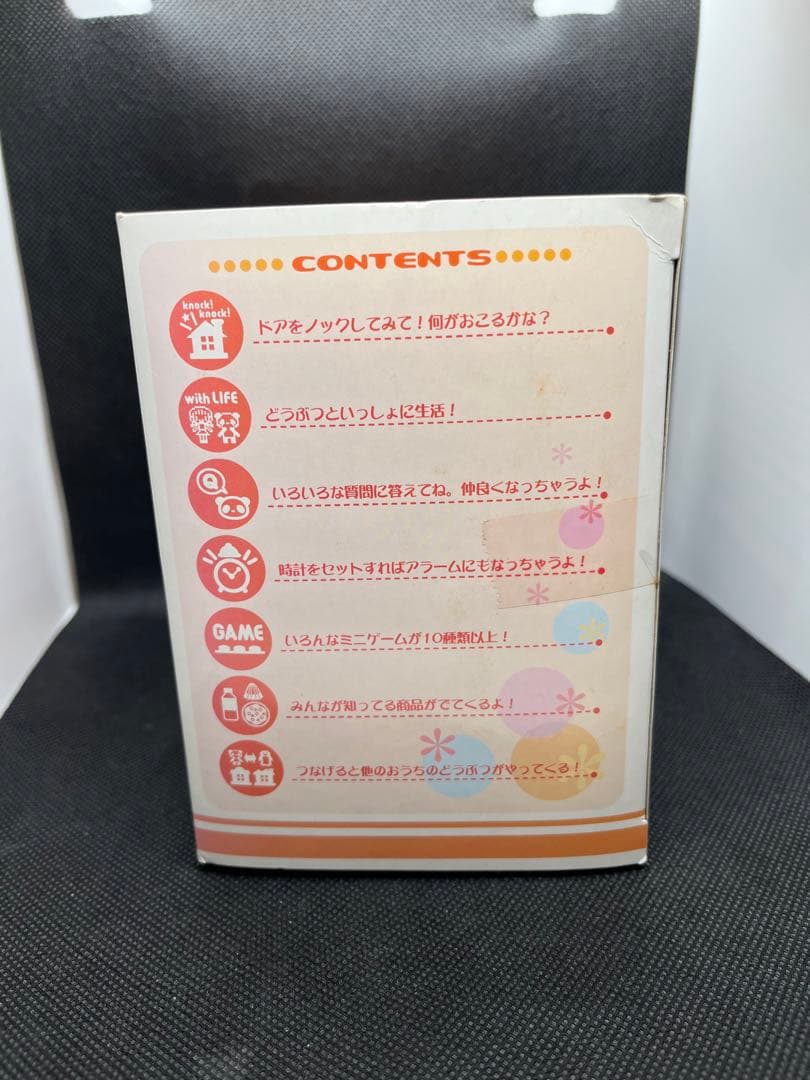 CONTENTS
knock!
knock!
ドアをノックしてみて！何がおこるかな？
with LIFE
どうぶつといっしょに生活！
Q
いろいろな質問に答えてね。仲良くなっちゃうよ！
時計をセットすればアラームにもなっちゃうよ！
GAME
いろんなミニゲームが10種類以上！
みんなが知ってる商品がでてくるよ！
つなげると他のおうちのどうぶつがやってくる！